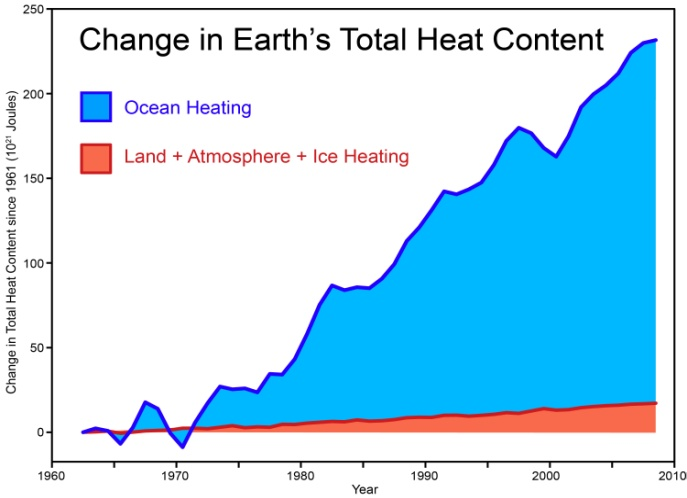 Change in Earth's Total Heat Content
Ocean Heating
Land + Atmosphere + Ice Heating
Change in Total Heat Content since 1961 (10²¹ Joules)
250
200
150
100
50
0
1960
1970
1980
1990
2000
2010
Year